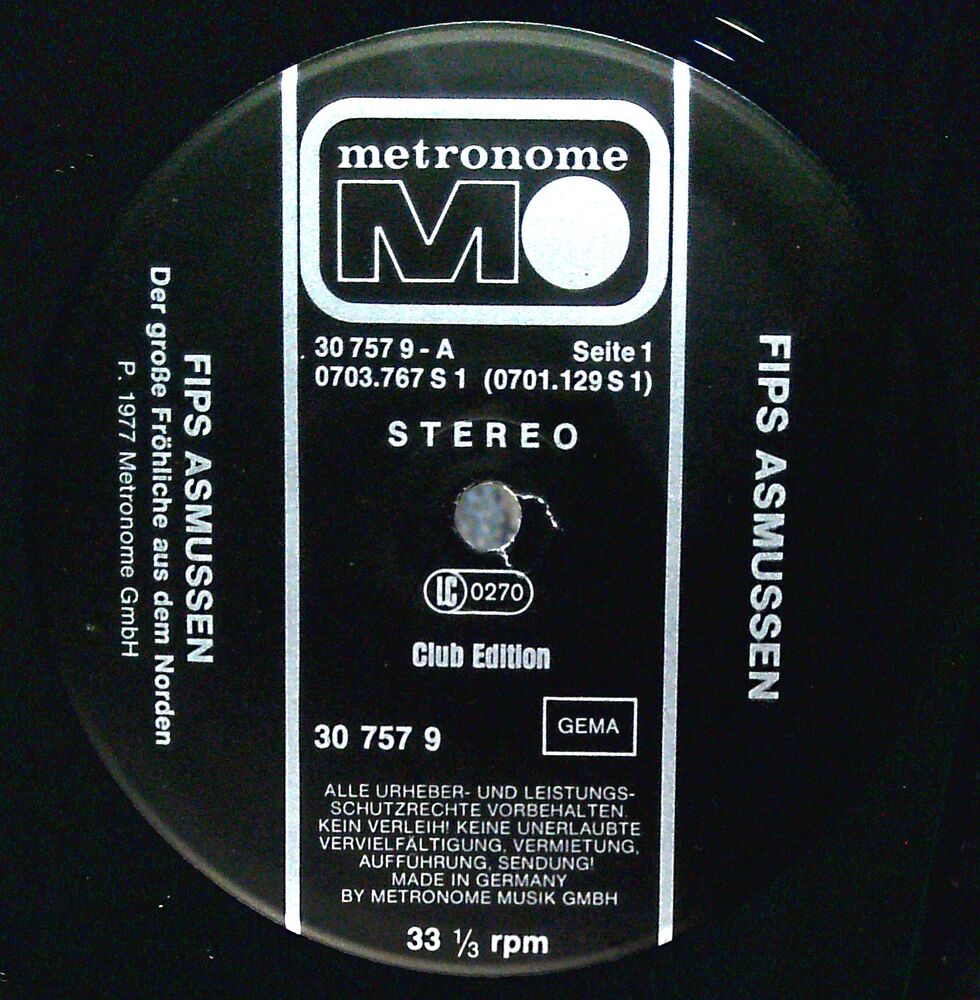 metronome
MO
30 757 9 - A Seite 1
0703.767 S 1 (0701.129 S 1)
STEREO
LC 0270
Club Edition
30 757 9
GEMA
ALLE URHEBER- UND LEISTUNGS-
SCHUTZRECHTE VORBEHALTEN.
KEIN VERLEIH! KEINE UNERLAUBTE
VERVIELFÄLTIGUNG, VERMIETUNG,
AUFFÜHRUNG, SENDUNG!
MADE IN GERMANY
BY METRONOME MUSIK GMBH
33 1/3 rpm
FIPS ASMUSSEN
Der große Fröhliche aus dem Norden
P. 1977 Metronome GmbH
FIPS ASMUSSEN